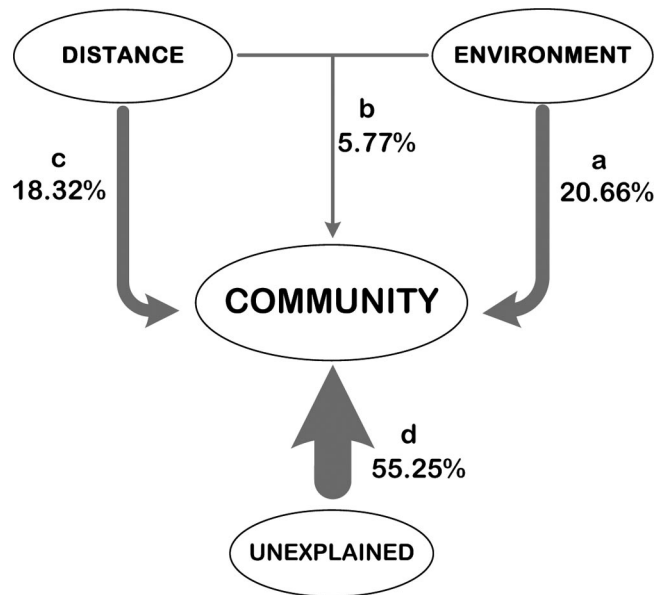 DISTANCE
ENVIRONMENT
b
5.77%
c
18.32%
a
20.66%
COMMUNITY
d
55.25%
UNEXPLAINED